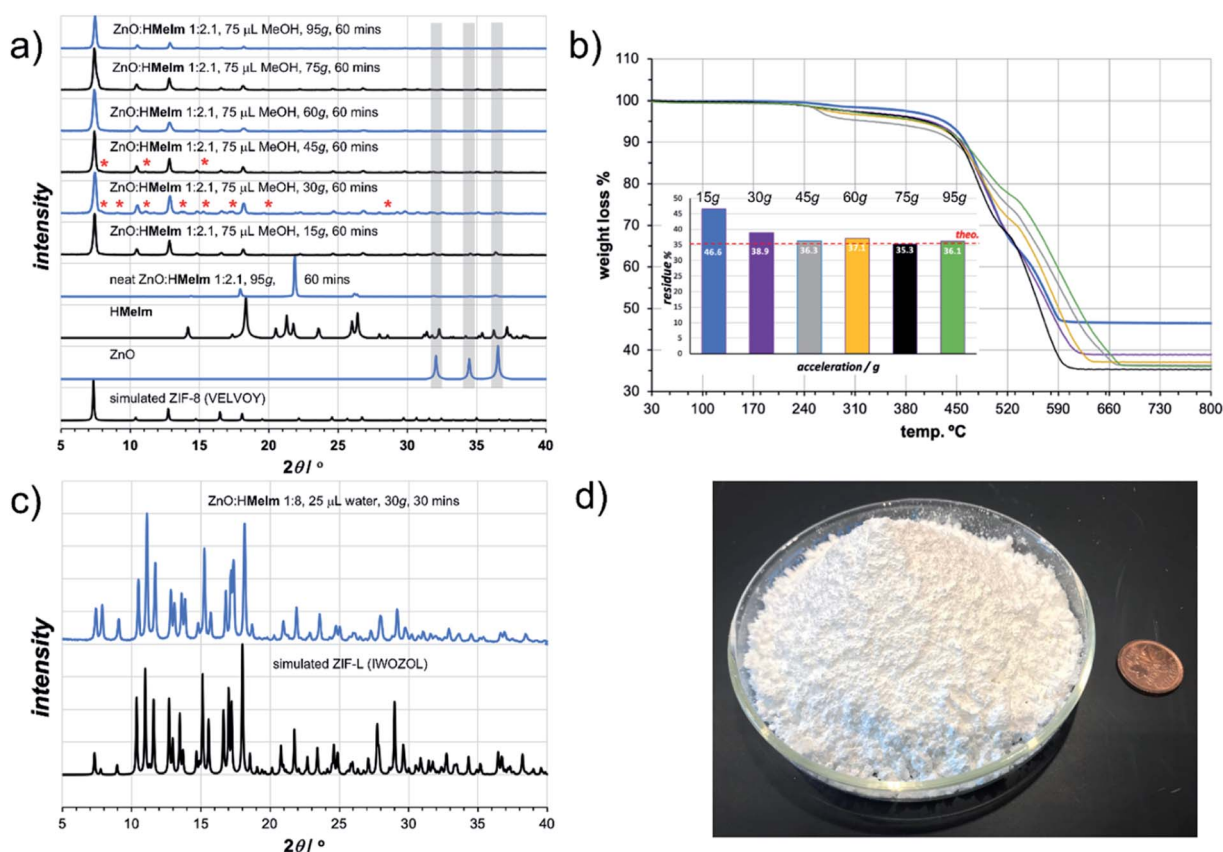 a)
ZnO:HMeIm 1:2.1, 75 µL MeOH, 95g, 60 mins
ZnO:HMeIm 1:2.1, 75 µL MeOH, 75g, 60 mins
ZnO:HMeIm 1:2.1, 75 µL MeOH, 60g, 60 mins
ZnO:HMeIm 1:2.1, 75 µL MeOH, 45g, 60 mins
* * *
ZnO:HMeIm 1:2.1, 75 µL MeOH, 30g, 60 mins
* * * * * * *
ZnO:HMeIm 1:2.1, 75 µL MeOH, 15g, 60 mins
neat ZnO:HMeIm 1:2.1, 95g, 60 mins
HMeIm
ZnO
simulated ZIF-8 (VELVOY)
intensity
5 10 15 20 25 30 35 40
2θ / °
b)
100
90
80
70
60
50
40
30
weight loss %
30 100 170 240 310 380 450 520 590 660 730 800
temp. ºC
15g 30g 45g 60g 75g 95g
50
45
40
35
30
25
20
15
10
5
0
residue %
theo.
46.6 38.9 36.3 37.1 35.3 36.1
acceleration / g
c)
ZnO:HMeIm 1:8, 25 µL water, 30g, 30 mins
simulated ZIF-L (IWOZOL)
intensity
5 10 15 20 25 30 35 40
2θ / °
d)